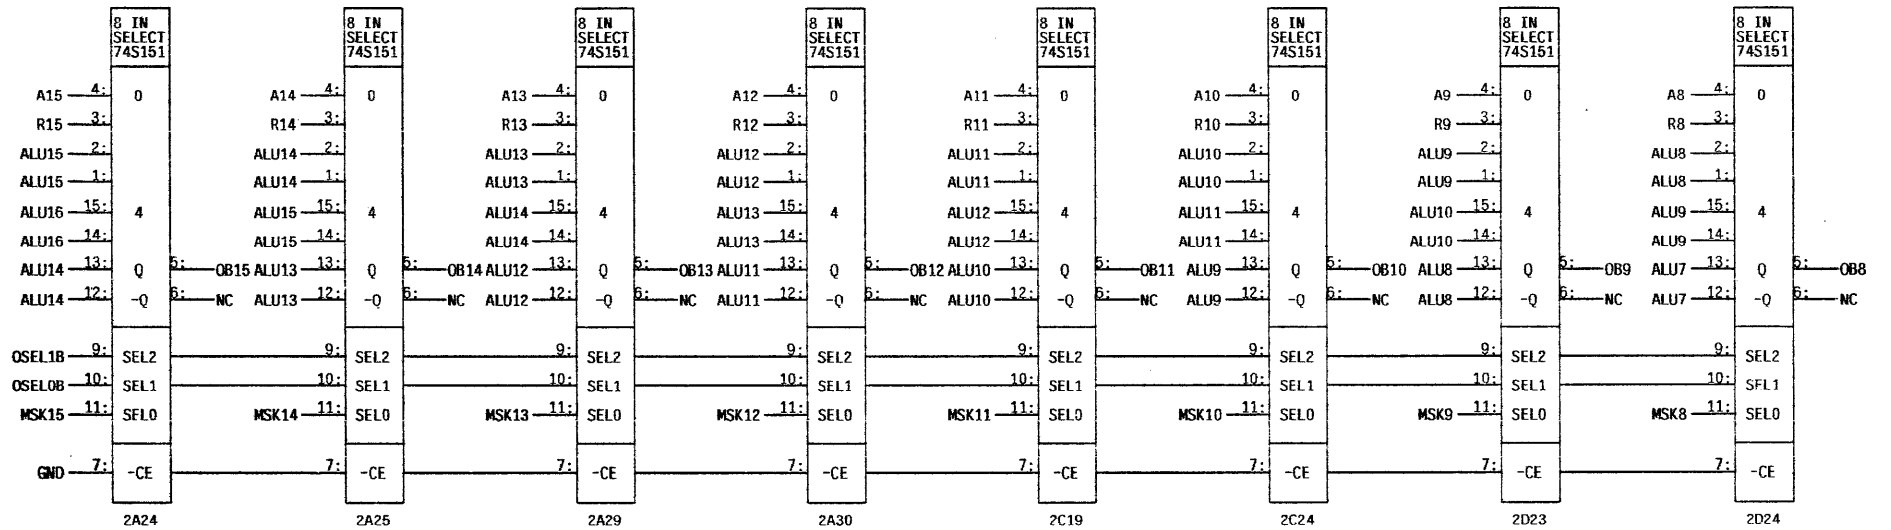 8 IN 8 IN 8 IN 8 IN 8 IN 8 IN 8 IN 8 IN
SELECT SELECT SELECT SELECT SELECT SELECT SELECT SELECT
74S151 74S151 74S151 74S151 74S151 74S151 74S151 74S151
A15 4: 0 A14 4: 0 A13 4: 0 A12 4: 0 A11 4: 0 A10 4: 0 A9 4: 0 A8 4: 0
R15 3: R14 3: R13 3: R12 3: R11 3: R10 3: R9 3: R8 3:
ALU15 2: ALU14 2: ALU13 2: ALU12 2: ALU11 2: ALU10 2: ALU9 2: ALU8 2:
ALU15 1: ALU14 1: ALU13 1: ALU12 1: ALU11 1: ALU10 1: ALU9 1: ALU8 1:
ALU16 15: 4 ALU15 15: 4 ALU14 15: 4 ALU13 15: 4 ALU12 15: 4 ALU11 15: 4 ALU10 15: 4 ALU9 15: 4
ALU16 14: ALU15 14: ALU14 14: ALU13 14: ALU12 14: ALU11 14: ALU10 14: ALU9 14:
ALU14 13: Q 5: OB15 ALU13 13: Q 5: OB14 ALU12 13: Q 5: OB13 ALU11 13: Q 5: OB12 ALU10 13: Q 5: OB11 ALU9 13: Q 5: OB10 ALU8 13: Q 5: OB9 ALU7 13: Q 5: OB8
ALU14 12: -Q 6: NC ALU13 12: -Q 6: NC ALU12 12: -Q 6: NC ALU11 12: -Q 6: NC ALU10 12: -Q 6: NC ALU9 12: -Q 6: NC ALU8 12: -Q 6: NC ALU7 12: -Q 6: NC
OSEL1B 9: SEL2 9: SEL2 9: SEL2 9: SEL2 9: SEL2 9: SEL2 9: SEL2 9: SEL2
OSEL0B 10: SEL1 10: SEL1 10: SEL1 10: SEL1 10: SEL1 10: SEL1 10: SEL1 10: SEL1
MSK15 11: SEL0 MSK14 11: SEL0 MSK13 11: SEL0 MSK12 11: SEL0 MSK11 11: SEL0 MSK10 11: SEL0 MSK9 11: SEL0 MSK8 11: SEL0
GND 7: -CE 7: -CE 7: -CE 7: -CE 7: -CE 7: -CE 7: -CE 7: -CE
2A24 2A25 2A29 2A30 2C19 2C24 2D23 2D24